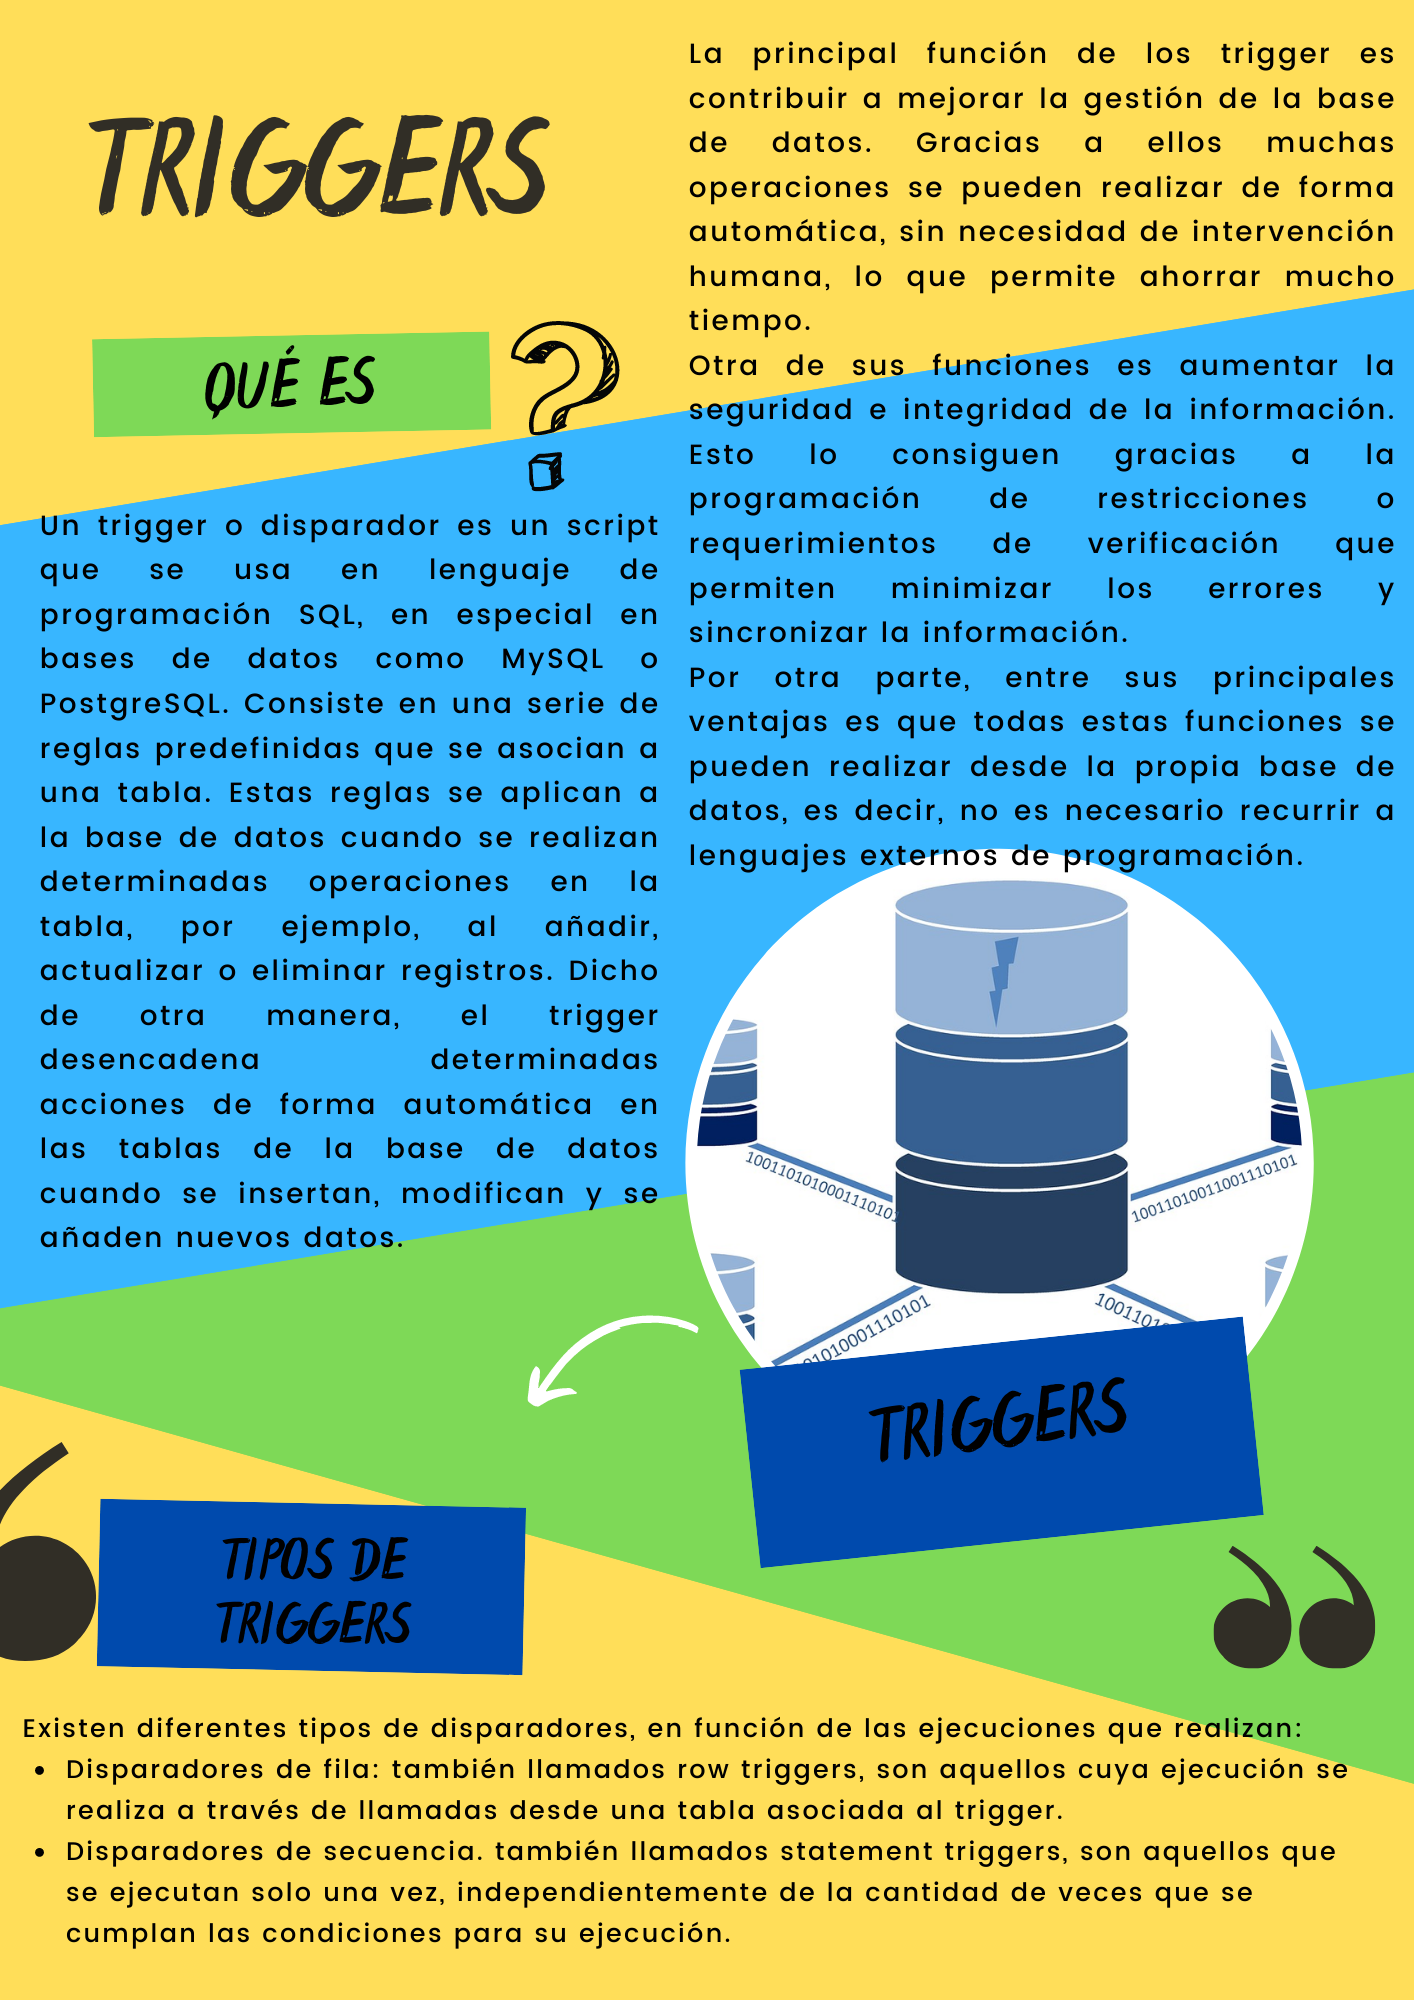 TRIGGERS
QUÉ ES
?
Un trigger o disparador es un script
que se usa en lenguaje de
programación SQL, en especial en
bases de datos como MySQL o
PostgreSQL. Consiste en una serie de
reglas predefinidas que se asocian a
una tabla. Estas reglas se aplican a
la base de datos cuando se realizan
determinadas operaciones en la
tabla, por ejemplo, al añadir,
actualizar o eliminar registros. Dicho
de otra manera, el trigger
desencadena determinadas
acciones de forma automática en
las tablas de la base de datos
cuando se insertan, modifican y se
añaden nuevos datos.
La principal función de los trigger es
contribuir a mejorar la gestión de la base
de datos. Gracias a ellos muchas
operaciones se pueden realizar de forma
automática, sin necesidad de intervención
humana, lo que permite ahorrar mucho
tiempo.
Otra de sus funciones es aumentar la
seguridad e integridad de la información.
Esto lo consiguen gracias a la
programación de restricciones o
requerimientos de verificación que
permiten minimizar los errores y
sincronizar la información.
Por otra parte, entre sus principales
ventajas es que todas estas funciones se
pueden realizar desde la propia base de
datos, es decir, no es necesario recurrir a
lenguajes externos de programación.
1001101010001110101
10011010011001110101
01010001110101
1001101
TRIGGERS
TIPOS DE
TRIGGERS
Existen diferentes tipos de disparadores, en función de las ejecuciones que realizan:
• Disparadores de fila: también llamados row triggers, son aquellos cuya ejecución se
realiza a través de llamadas desde una tabla asociada al trigger.
• Disparadores de secuencia. también llamados statement triggers, son aquellos que
se ejecutan solo una vez, independientemente de la cantidad de veces que se
cumplan las condiciones para su ejecución.